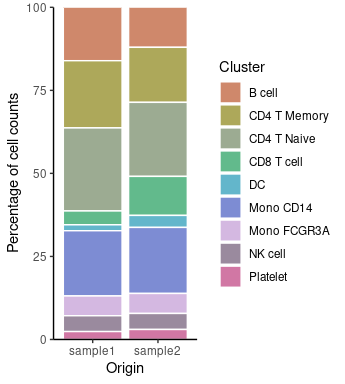 100
75
50
25
0
Percentage of cell counts
sample1
sample2
Origin
Cluster
B cell
CD4 T Memory
CD4 T Naive
CD8 T cell
DC
Mono CD14
Mono FCGR3A
NK cell
Platelet